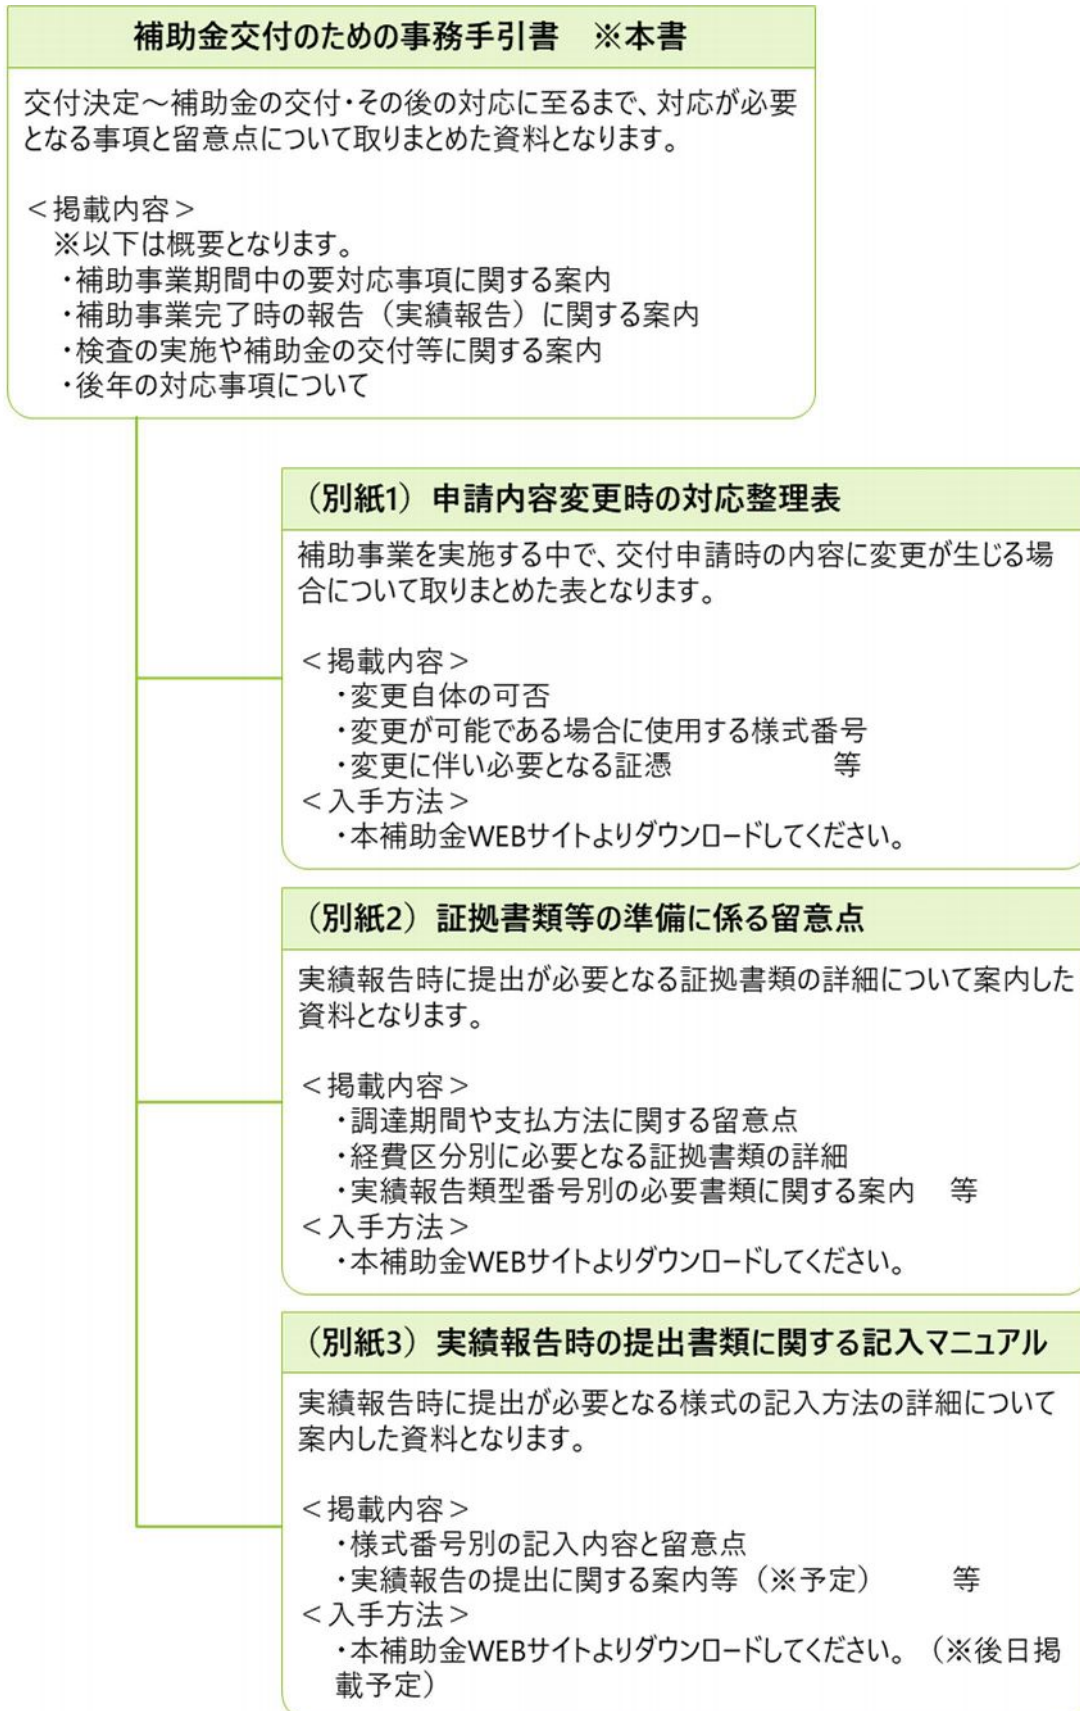 補助金交付のための事務手引書　※本書
交付決定～補助金の交付・その後の対応に至るまで、対応が必要
となる事項と留意点について取りまとめた資料となります。
＜掲載内容＞
※以下は概要となります。
・補助事業期間中の要対応事項に関する案内
・補助事業完了時の報告（実績報告）に関する案内
・検査の実施や補助金の交付等に関する案内
・後年の対応事項について
（別紙1）申請内容変更時の対応整理表
補助事業を実施する中で、交付申請時の内容に変更が生じる場
合について取りまとめた表となります。
＜掲載内容＞
・変更自体の可否
・変更が可能である場合に使用する様式番号
・変更に伴い必要となる証憑　　　　　　等
＜入手方法＞
・本補助金WEBサイトよりダウンロードしてください。
（別紙2）証拠書類等の準備に係る留意点
実績報告時に提出が必要となる証拠書類の詳細について案内した
資料となります。
＜掲載内容＞
・調達期間や支払方法に関する留意点
・経費区分別に必要となる証拠書類の詳細
・実績報告類型番号別の必要書類に関する案内　等
＜入手方法＞
・本補助金WEBサイトよりダウンロードしてください。
（別紙3）実績報告時の提出書類に関する記入マニュアル
実績報告時に提出が必要となる様式の記入方法の詳細について
案内した資料となります。
＜掲載内容＞
・様式番号別の記入内容と留意点
・実績報告の提出に関する案内等（※予定）　　　等
＜入手方法＞
・本補助金WEBサイトよりダウンロードしてください。（※後日掲
載予定）